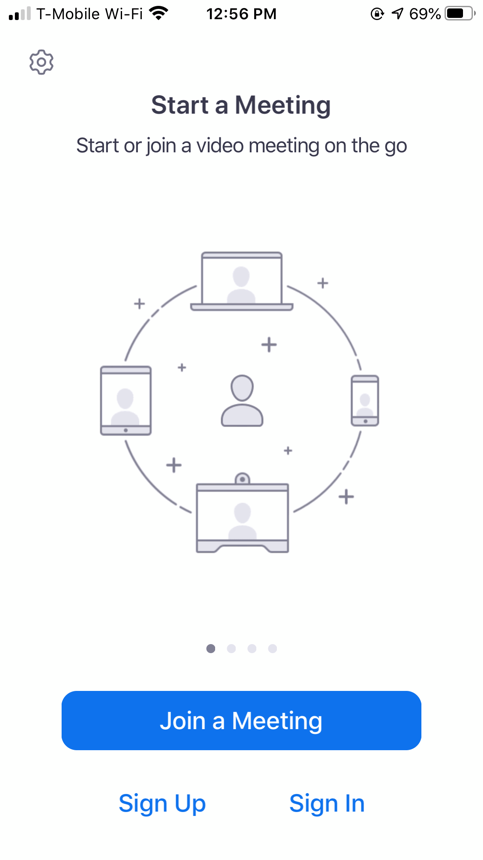 T-Mobile Wi-Fi 12:56 PM 69%
Start a Meeting
Start or join a video meeting on the go
Join a Meeting
Sign Up Sign In